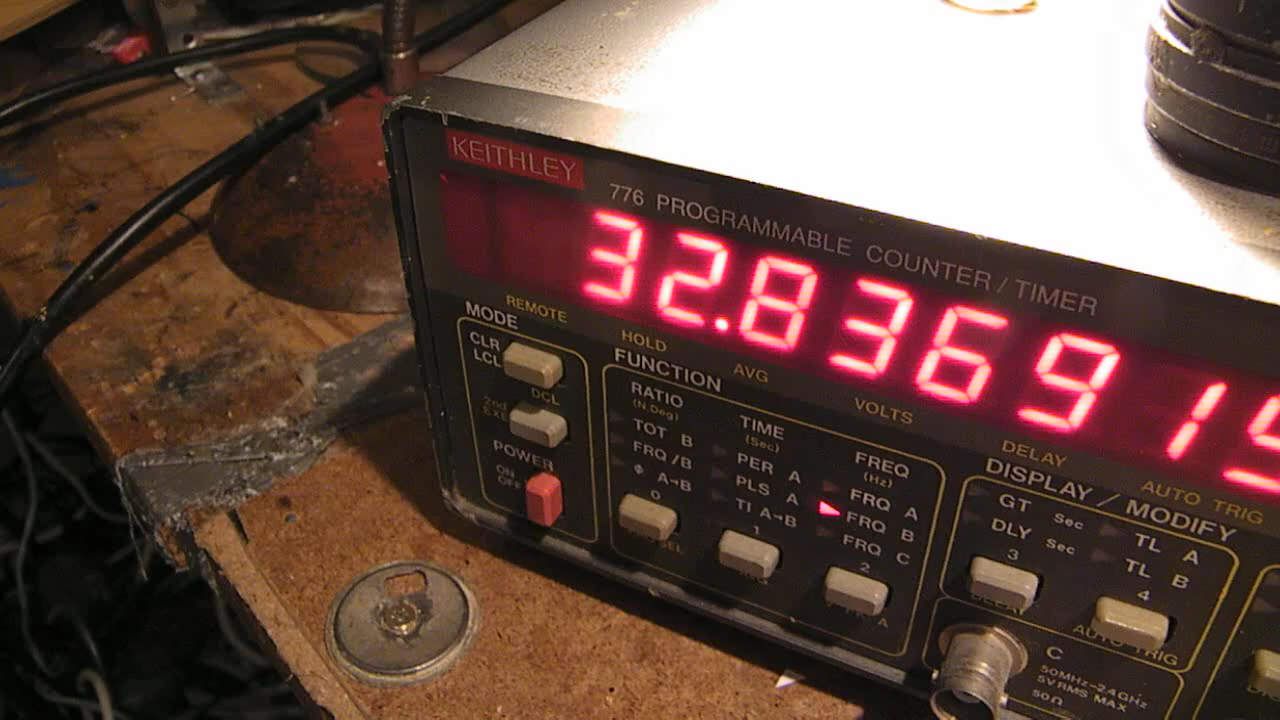 KEITHLEY
776 PROGRAMMABLE COUNTER/TIMER
32.836915
REMOTE
HOLD
AVG
VOLTS
DELAY
AUTO TRIG
MODE
CLR
LCL
DCL
2nd
POWER
ON
OFF
FUNCTION
RATIO
(N,Deg)
TOT B
FRQ/B
Φ A→B
0
TIME
(Sec)
PER A
PLS A
TI A→B
1
FREQ
(Hz)
FRQ A
FRQ B
FRQ C
2
DISPLAY/MODIFY
GT Sec
DLY Sec
3
TL A
TL B
4
DELAY
AUTO TRIG
C
50MHz-2.4GHz
5V RMS MAX
50Ω